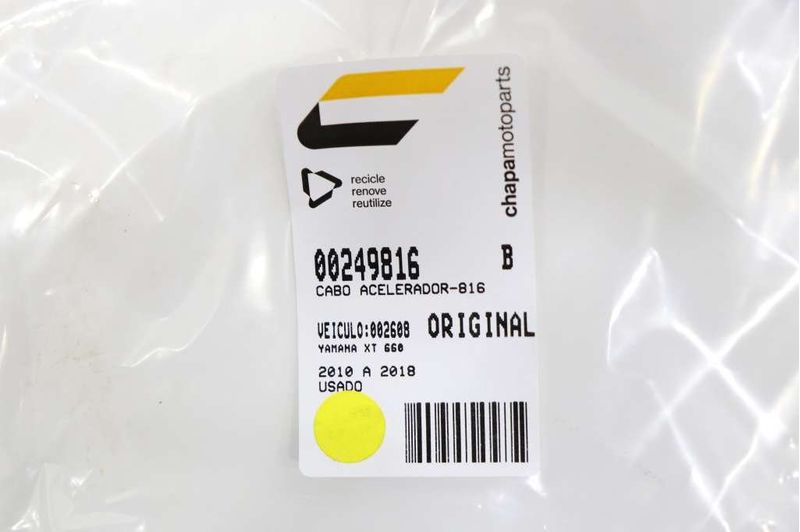 chapamotoparts
recicle
renove
reutilize
00249816 B
CABO ACELERADOR-816
VEICULO:002608 ORIGINAL
YAMAHA XT 660
2010 A 2018
USADO